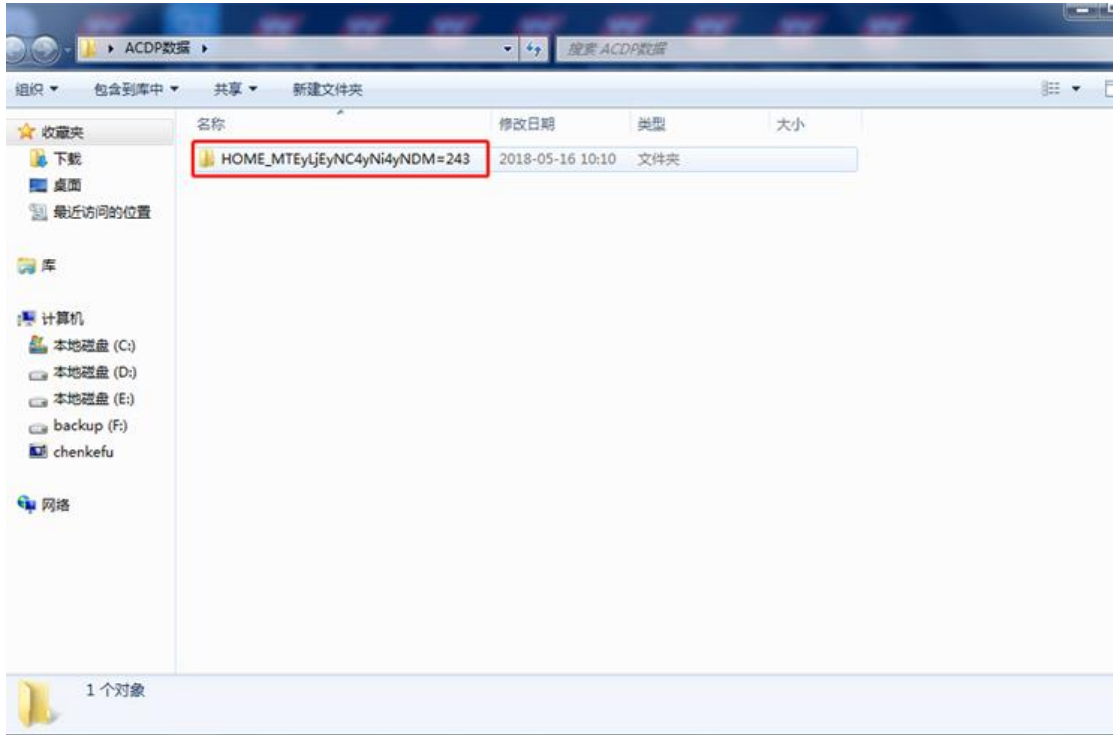 ACDP数据
搜索 ACDP数据
组织 包含到库中 共享 新建文件夹
名称 修改日期 类型 大小
HOME_MTEyLjEyNC4yNi4yNDM=243 2018-05-16 10:10 文件夹
收藏夹
下载
桌面
最近访问的位置
库
计算机
本地磁盘 (C:)
本地磁盘 (D:)
本地磁盘 (E:)
backup (F:)
chenkefu
网络
1 个对象